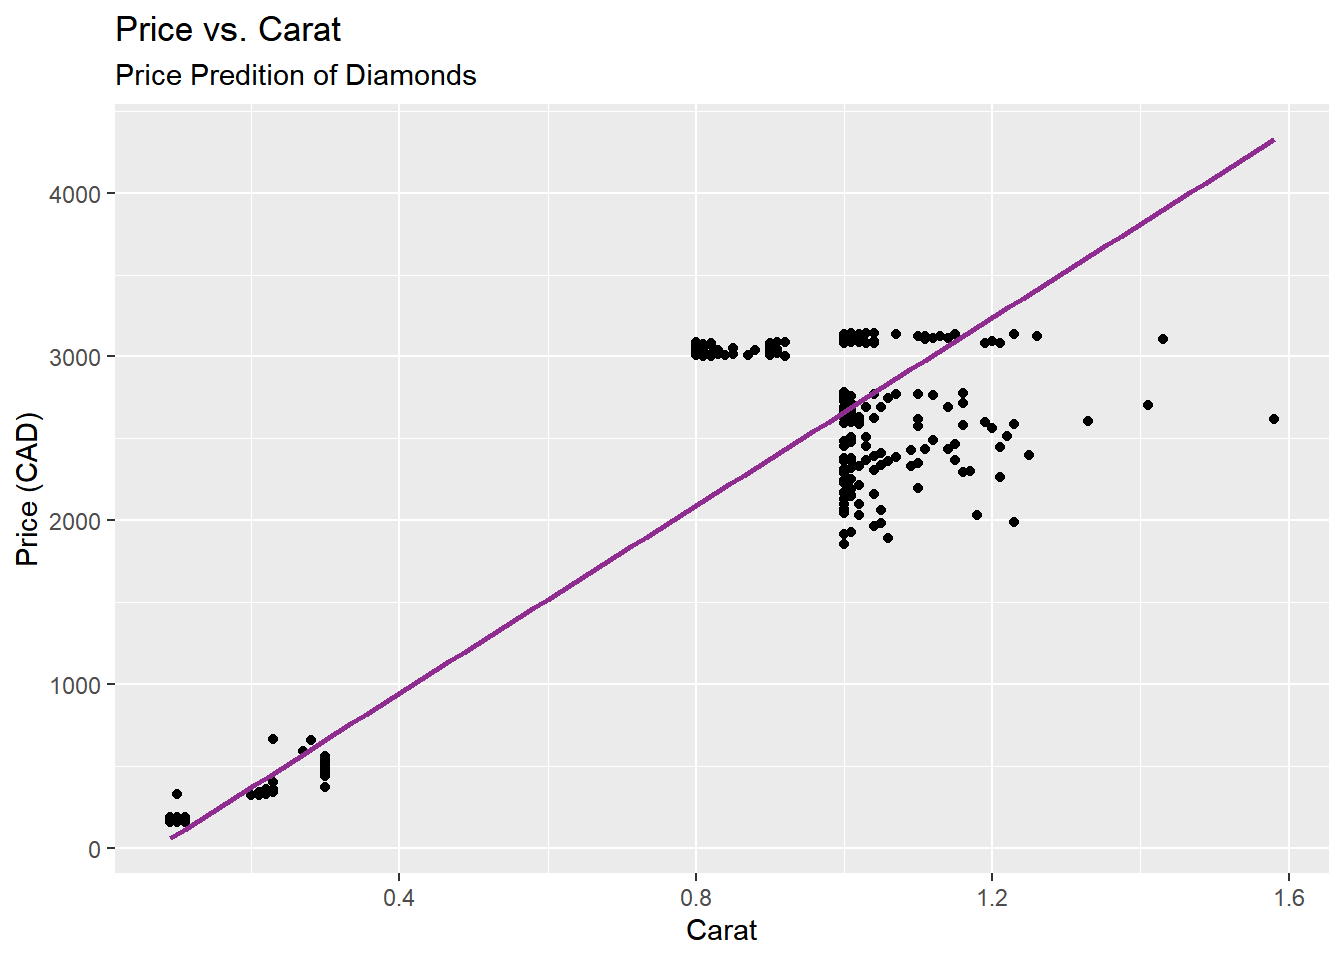 Price vs. Carat
Price Predition of Diamonds
Price (CAD)
4000
3000
2000
1000
0
0.4
0.8
1.2
1.6
Carat